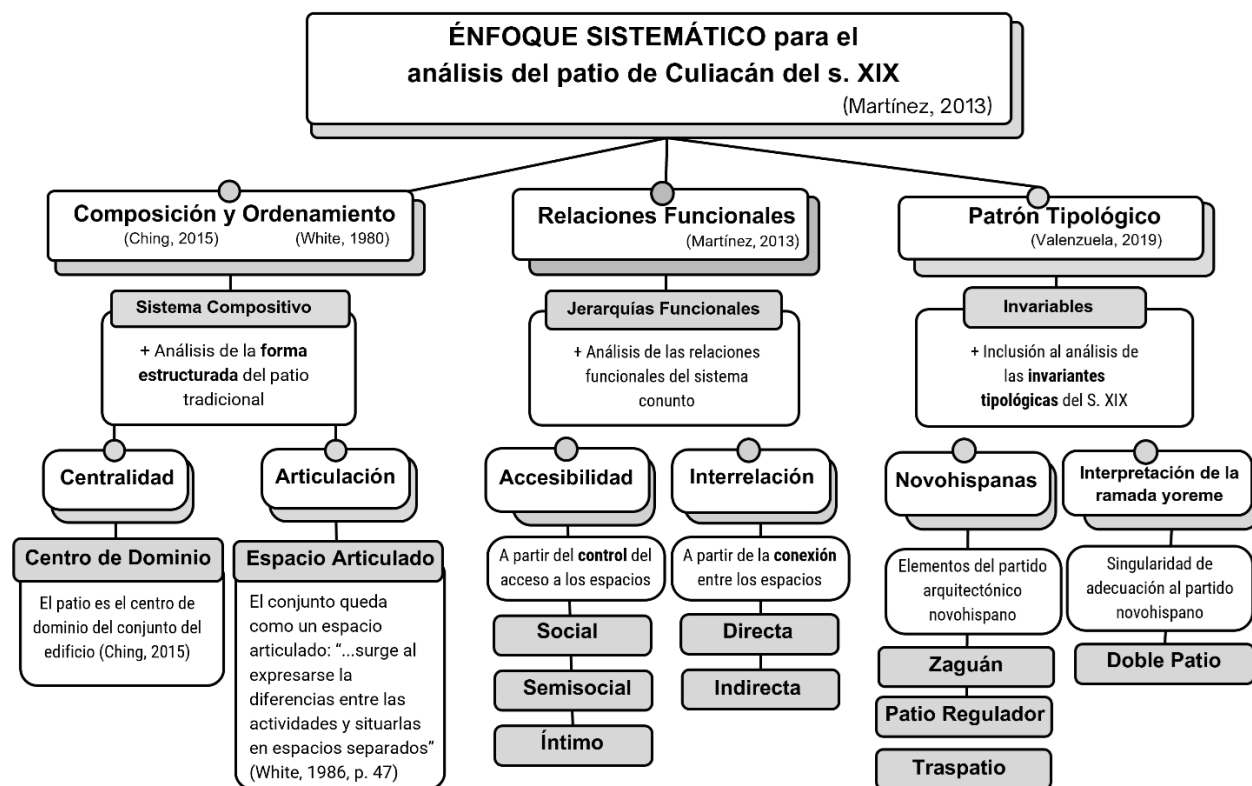 ÉNFOQUE SISTEMÁTICO para el
análisis del patio de Culiacán del s. XIX
(Martínez, 2013)
Composición y Ordenamiento
(Ching, 2015) (White, 1980)
Sistema Compositivo
+ Análisis de la forma
estructurada del patio
tradicional
Centralidad
Centro de Dominio
El patio es el centro de
dominio del conjunto del
edificio (Ching, 2015)
Articulación
Espacio Articulado
El conjunto queda
como un espacio
articulado: “...surge al
expresarse la
diferencias entre las
actividades y situarlas
en espacios separados”
(White, 1986, p. 47)
Relaciones Funcionales
(Martínez, 2013)
Jerarquías Funcionales
+ Análisis de las relaciones
funcionales del sistema
conunto
Accesibilidad
A partir del control del
acceso a los espacios
Social
Semisocial
Íntimo
Interrelación
A partir de la conexión
entre los espacios
Directa
Indirecta
Patrón Tipológico
(Valenzuela, 2019)
Invariables
+ Inclusión al análisis de
las invariantes
tipológicas del S. XIX
Novohispanas
Elementos del partido
arquitectónico
novohispano
Zaguán
Patio Regulador
Traspatio
Interpretación de la
ramada yoreme
Singularidad de
adecuación al partido
novohispano
Doble Patio